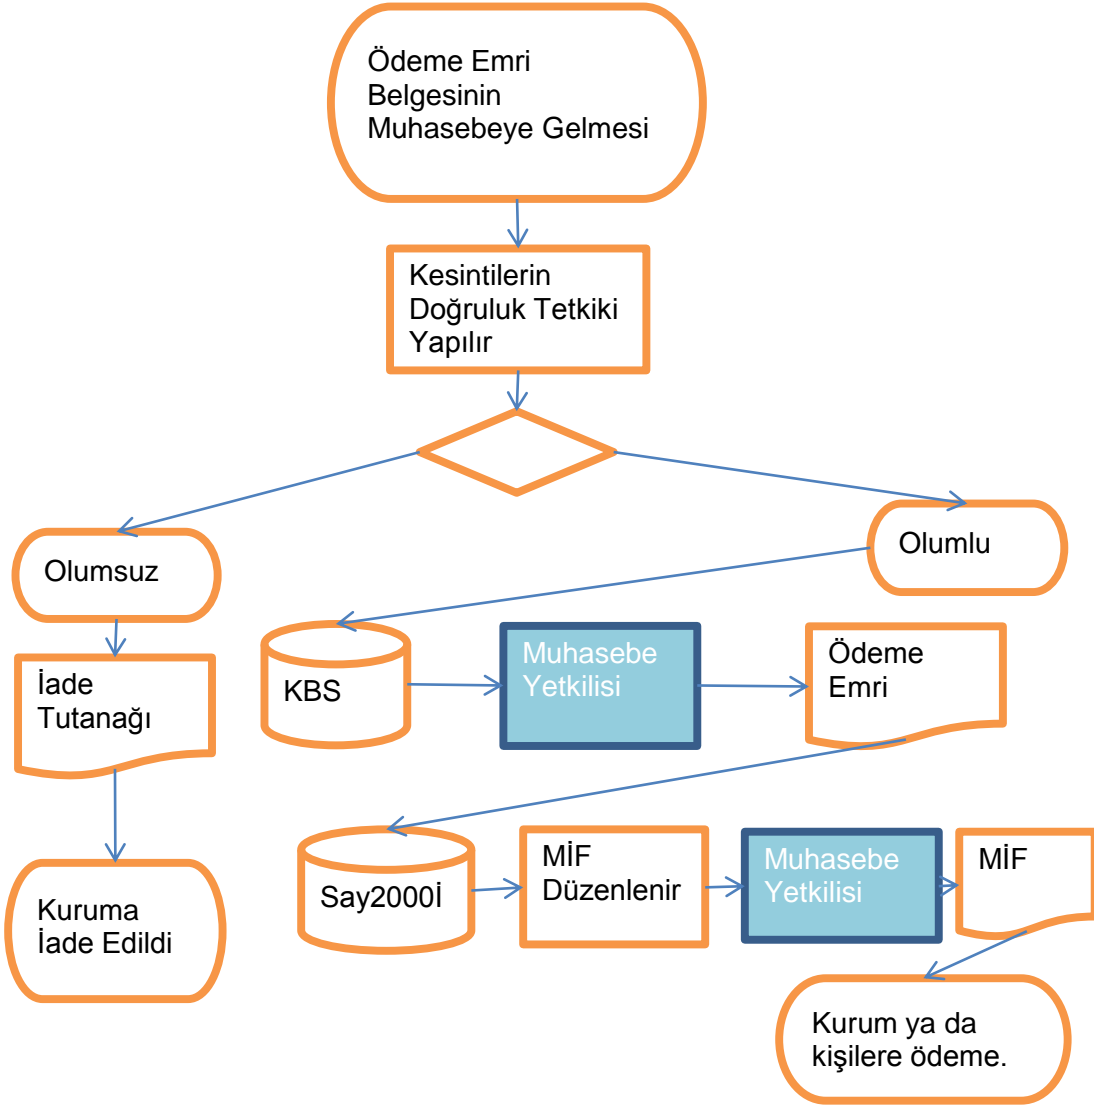 Ödeme Emri
Belgesinin
Muhasebeye Gelmesi
Kesintilerin
Doğruluk Tetkiki
Yapılır
Olumsuz
Olumlu
İade
Tutanağı
KBS
Muhasebe
Yetkilisi
Ödeme
Emri
Kuruma
İade Edildi
Say2000İ
MİF
Düzenlenir
Muhasebe
Yetkilisi
MİF
Kurum ya da
kişilere ödeme.